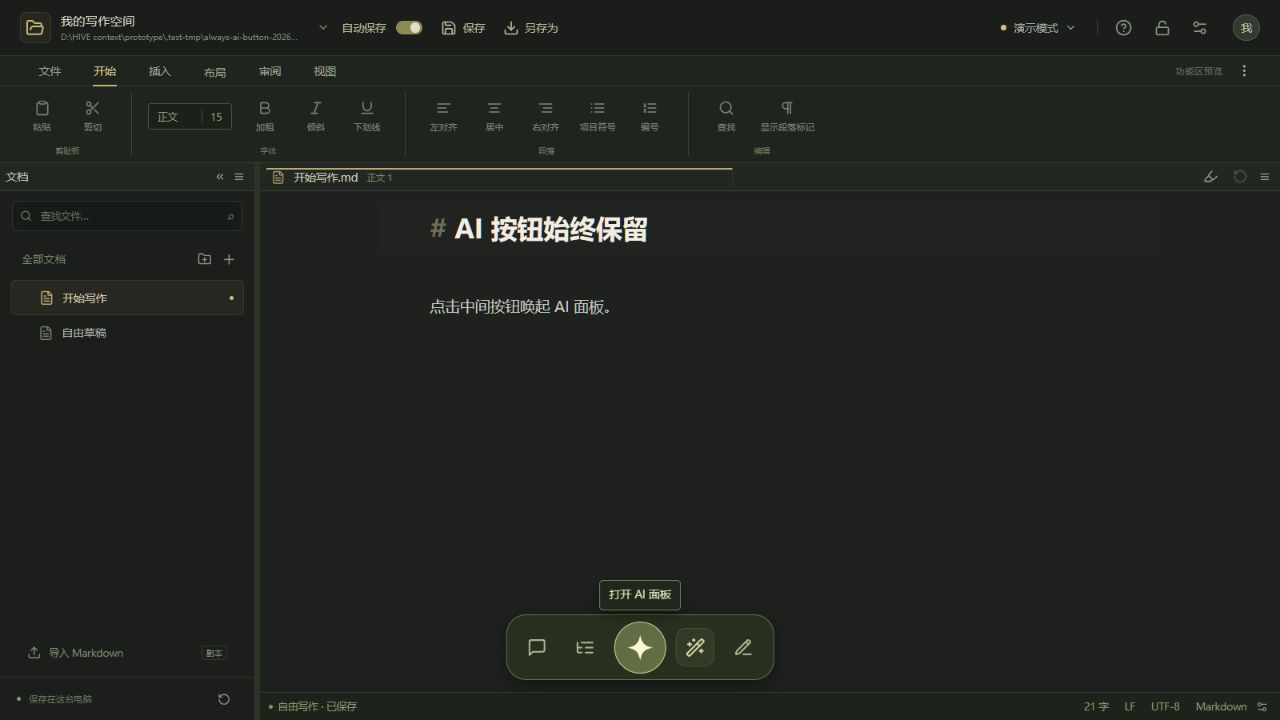 我的写作空间
D:\HIVE context\prototype\.test-tmp\always-ai-button-2026...
自动保存
保存
另存为
演示模式
我
文件 开始 插入 布局 审阅 视图
功能区预览
粘贴 剪切
剪贴板
正文 15
加粗 倾斜 下划线
字体
左对齐 居中 右对齐 项目符号 编号
段落
查找 显示段落标记
编辑
文档
开始写作.md 正文 1
查找文件...
全部文档
开始写作
自由草稿
# AI 按钮始终保留
点击中间按钮唤起 AI 面板。
打开 AI 面板
导入 Markdown 副本
保存在这台电脑
自由写作 · 已保存
21 字 LF UTF-8 Markdown